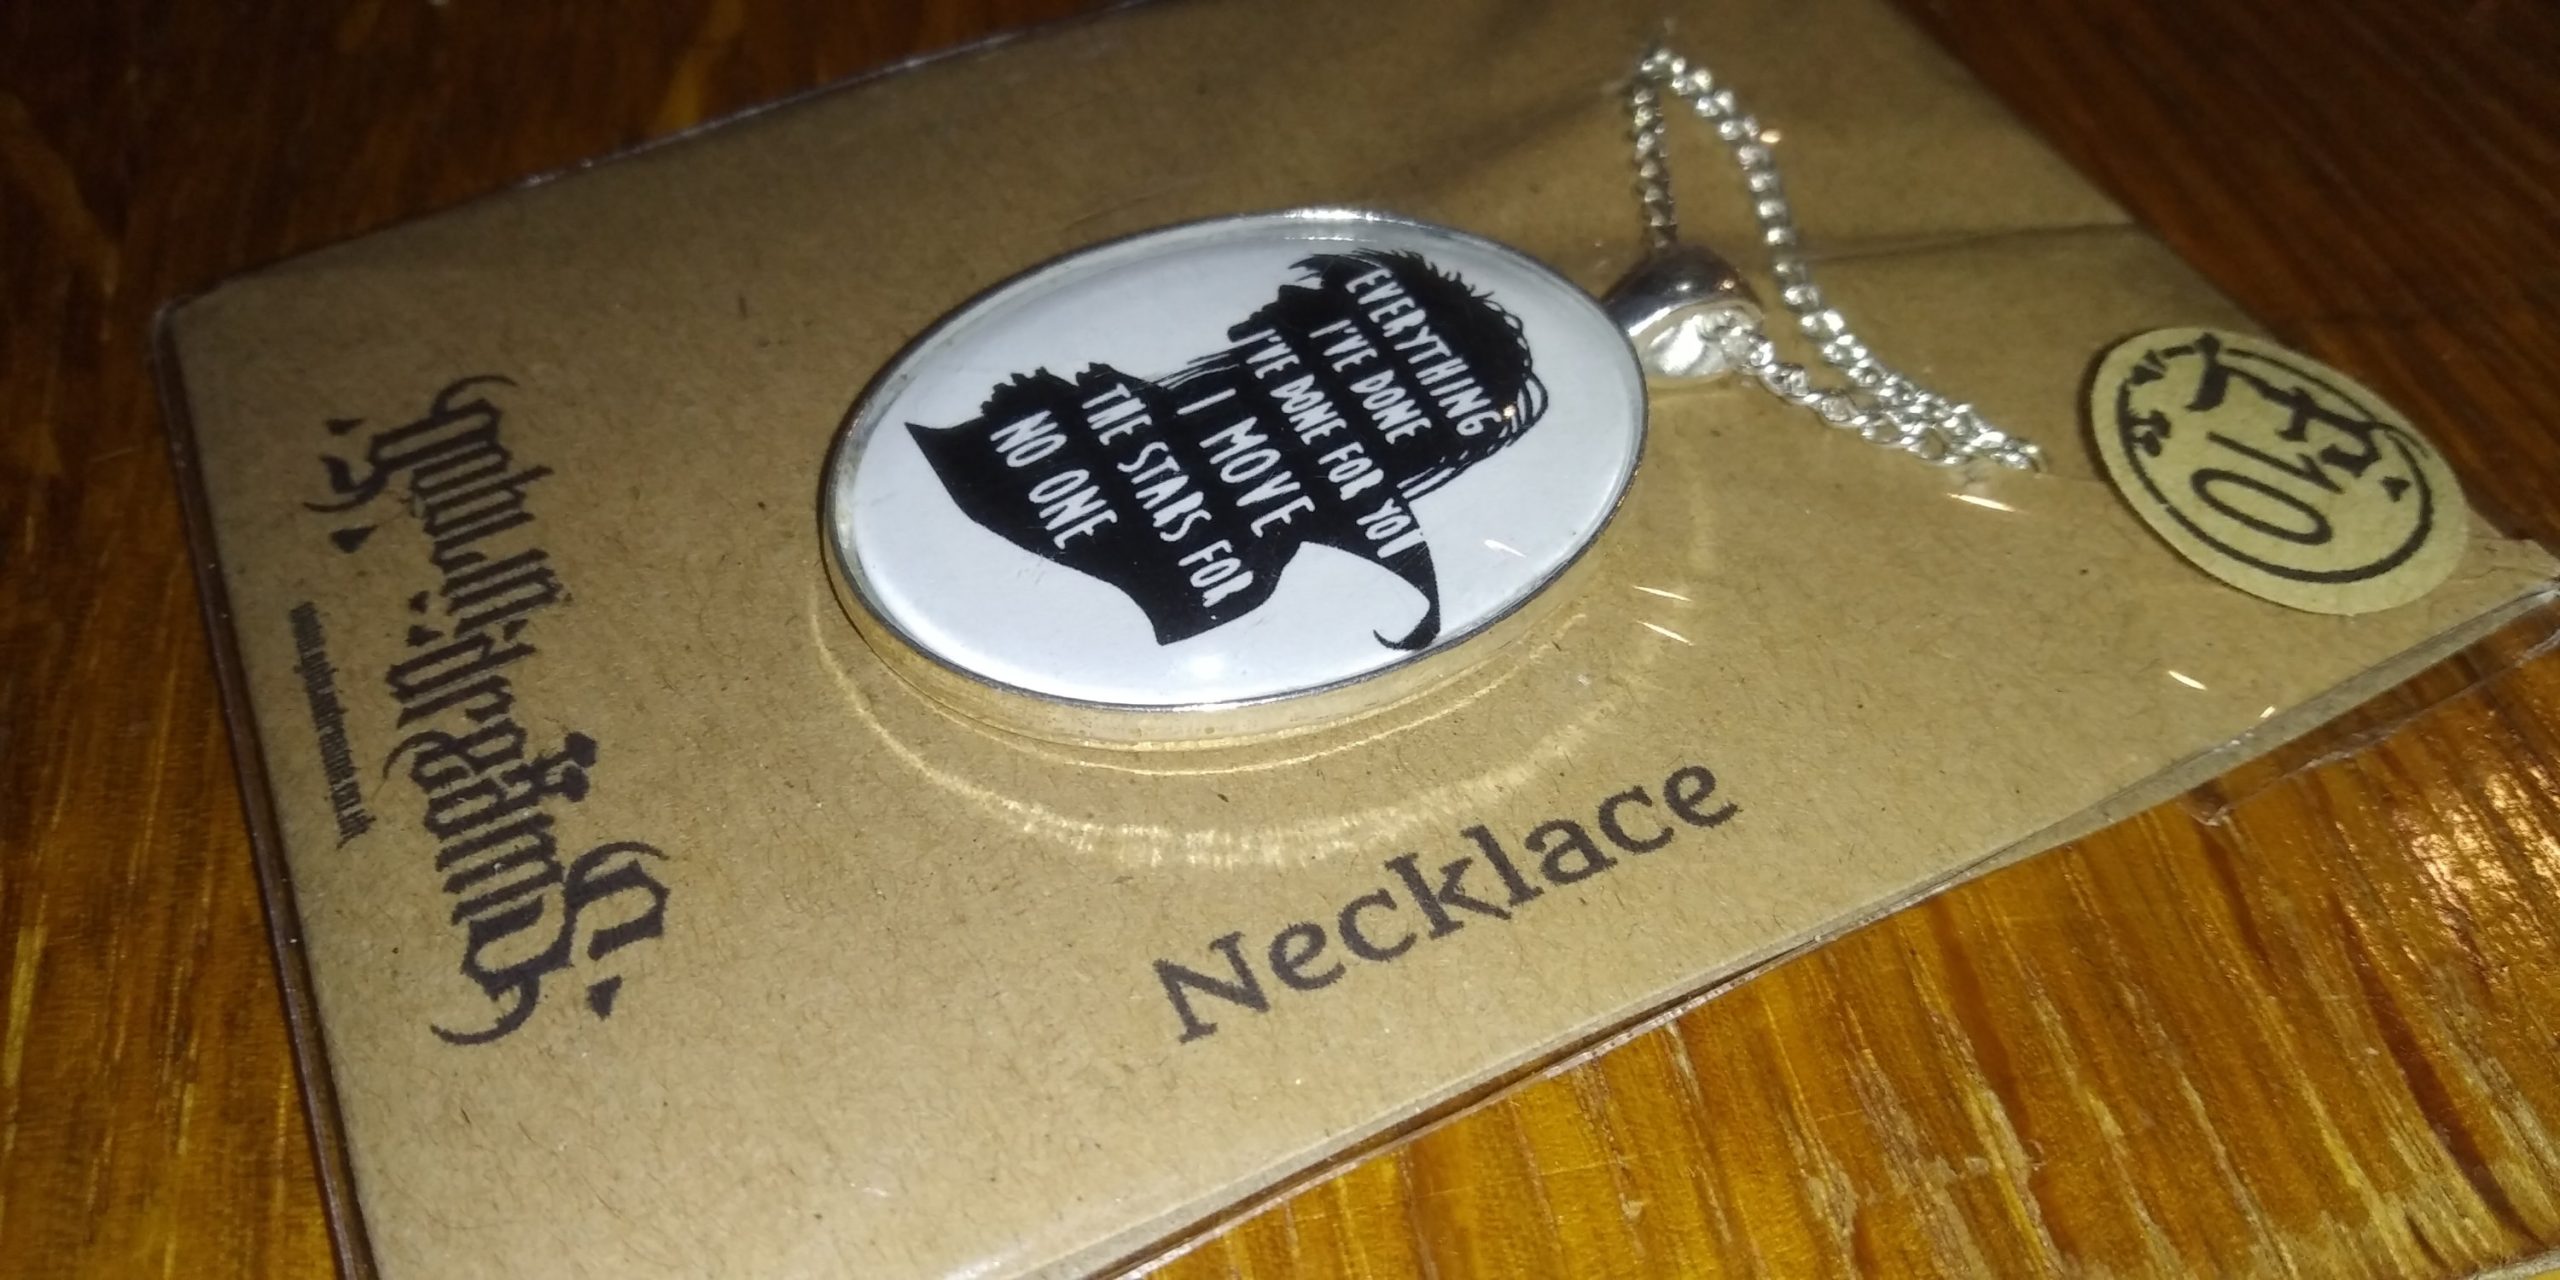 EVERYTHING
I'VE DONE
I'VE DONE FOR YOU
I MOVE
THE STARS FOR
NO ONE
Necklace
10